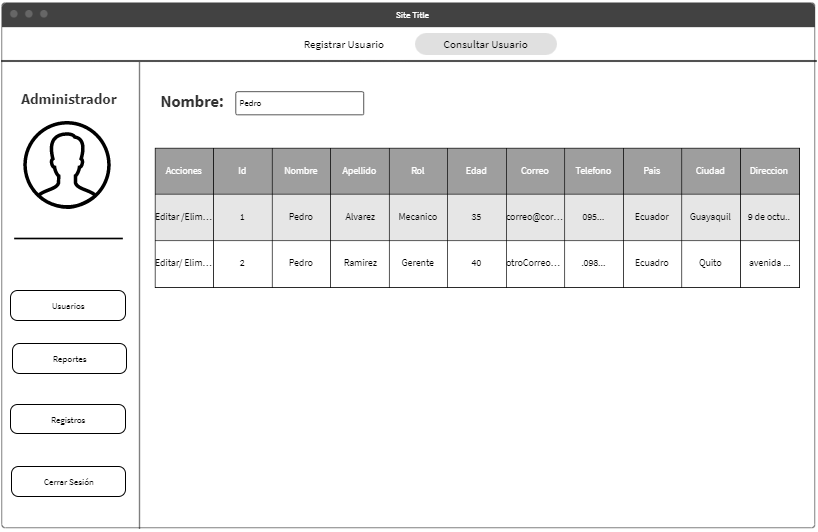 Site Title
Registrar Usuario Consultar Usuario
Administrador
Nombre: Pedro
Acciones Id Nombre Apellido Rol Edad Correo Telefono Pais Ciudad Direccion
Editar /Elim... 1 Pedro Alvarez Mecanico 35 correo@cor... 095... Ecuador Guayaquil 9 de octu..
Editar/ Elim... 2 Pedro Ramirez Gerente 40 otroCorreo... .098... Ecuadro Quito avenida ...
Usuarios
Reportes
Registros
Cerrar Sesión